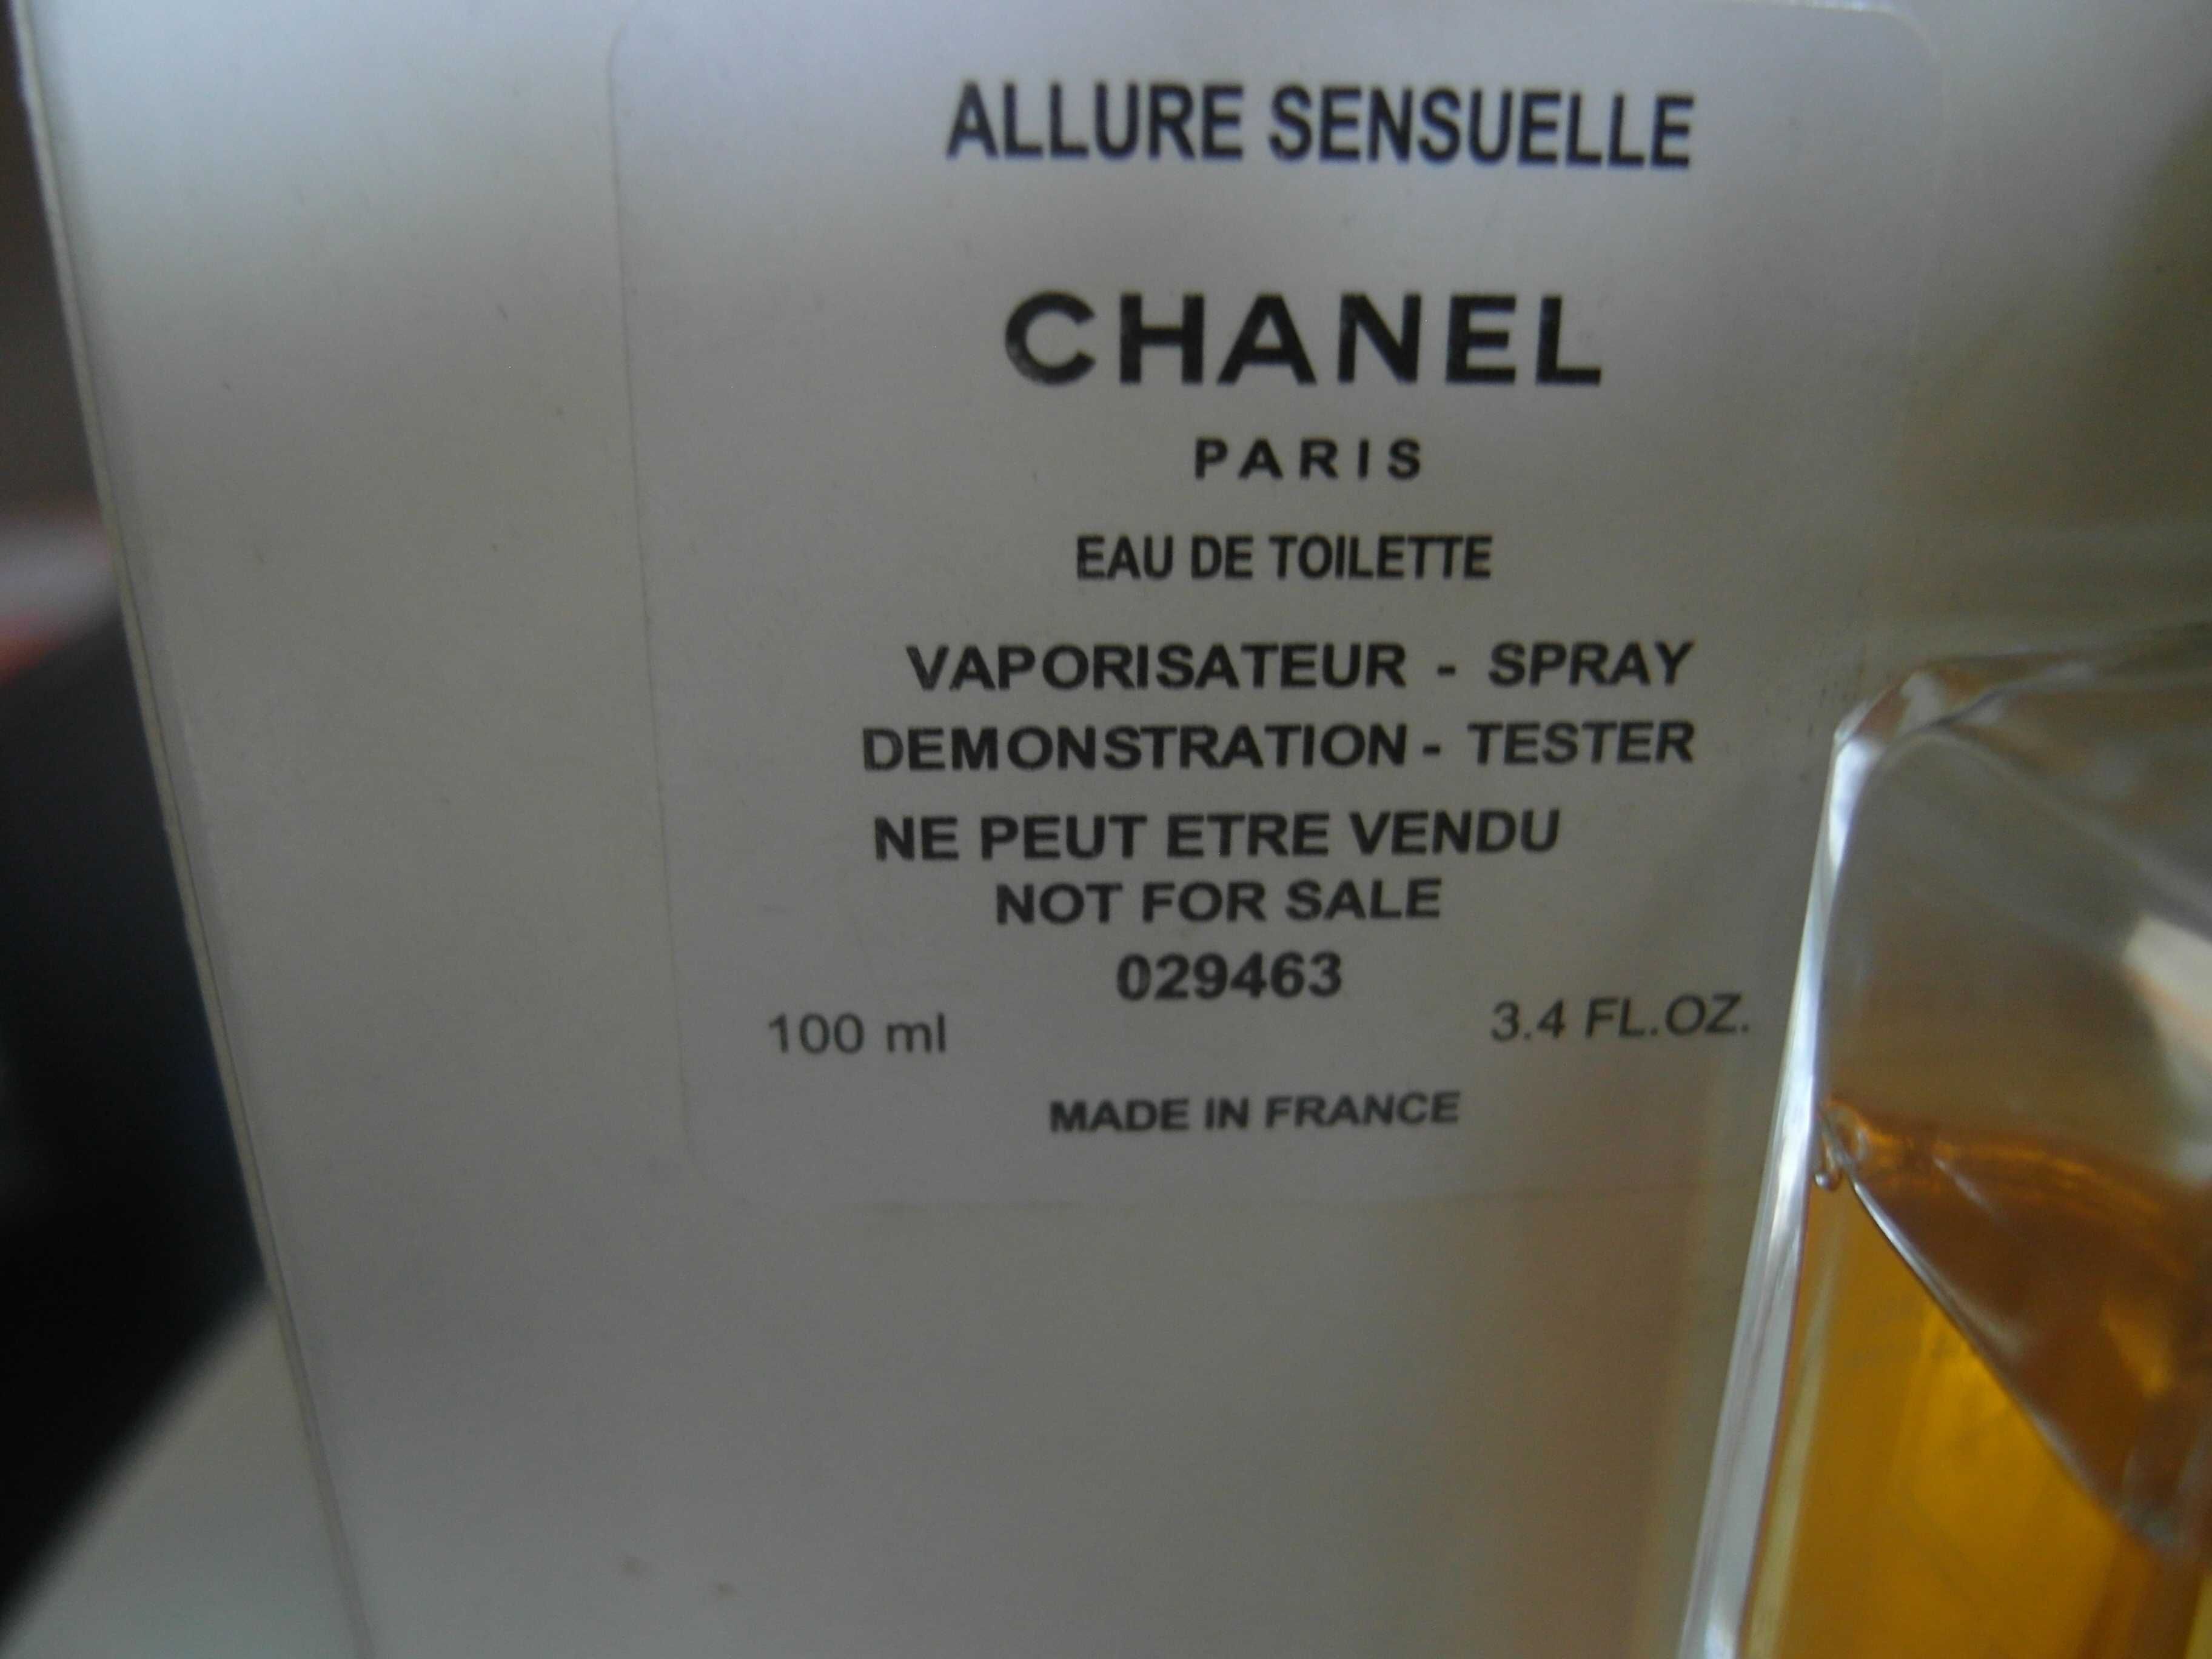 ALLURE SENSUELLE
CHANEL
PARIS
EAU DE TOILETTE
VAPORISATEUR - SPRAY
DEMONSTRATION - TESTER
NE PEUT ETRE VENDU
NOT FOR SALE
029463
100 ml 3.4 FL.OZ.
MADE IN FRANCE